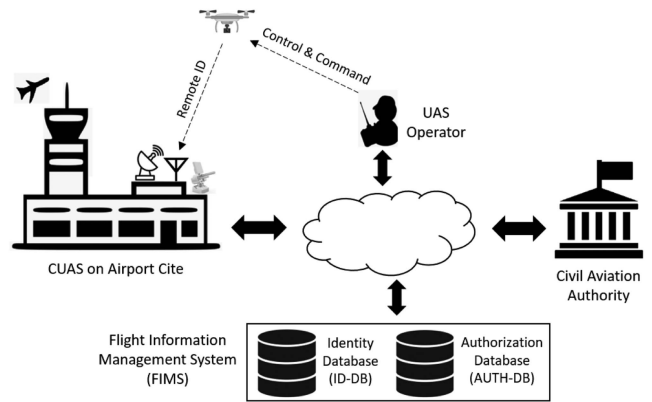 Control & Command
Remote ID
UAS
Operator
CUAS on Airport Cite
Civil Aviation
Authority
Flight Information
Management System
(FIMS)
Identity
Database
(ID-DB)
Authorization
Database
(AUTH-DB)